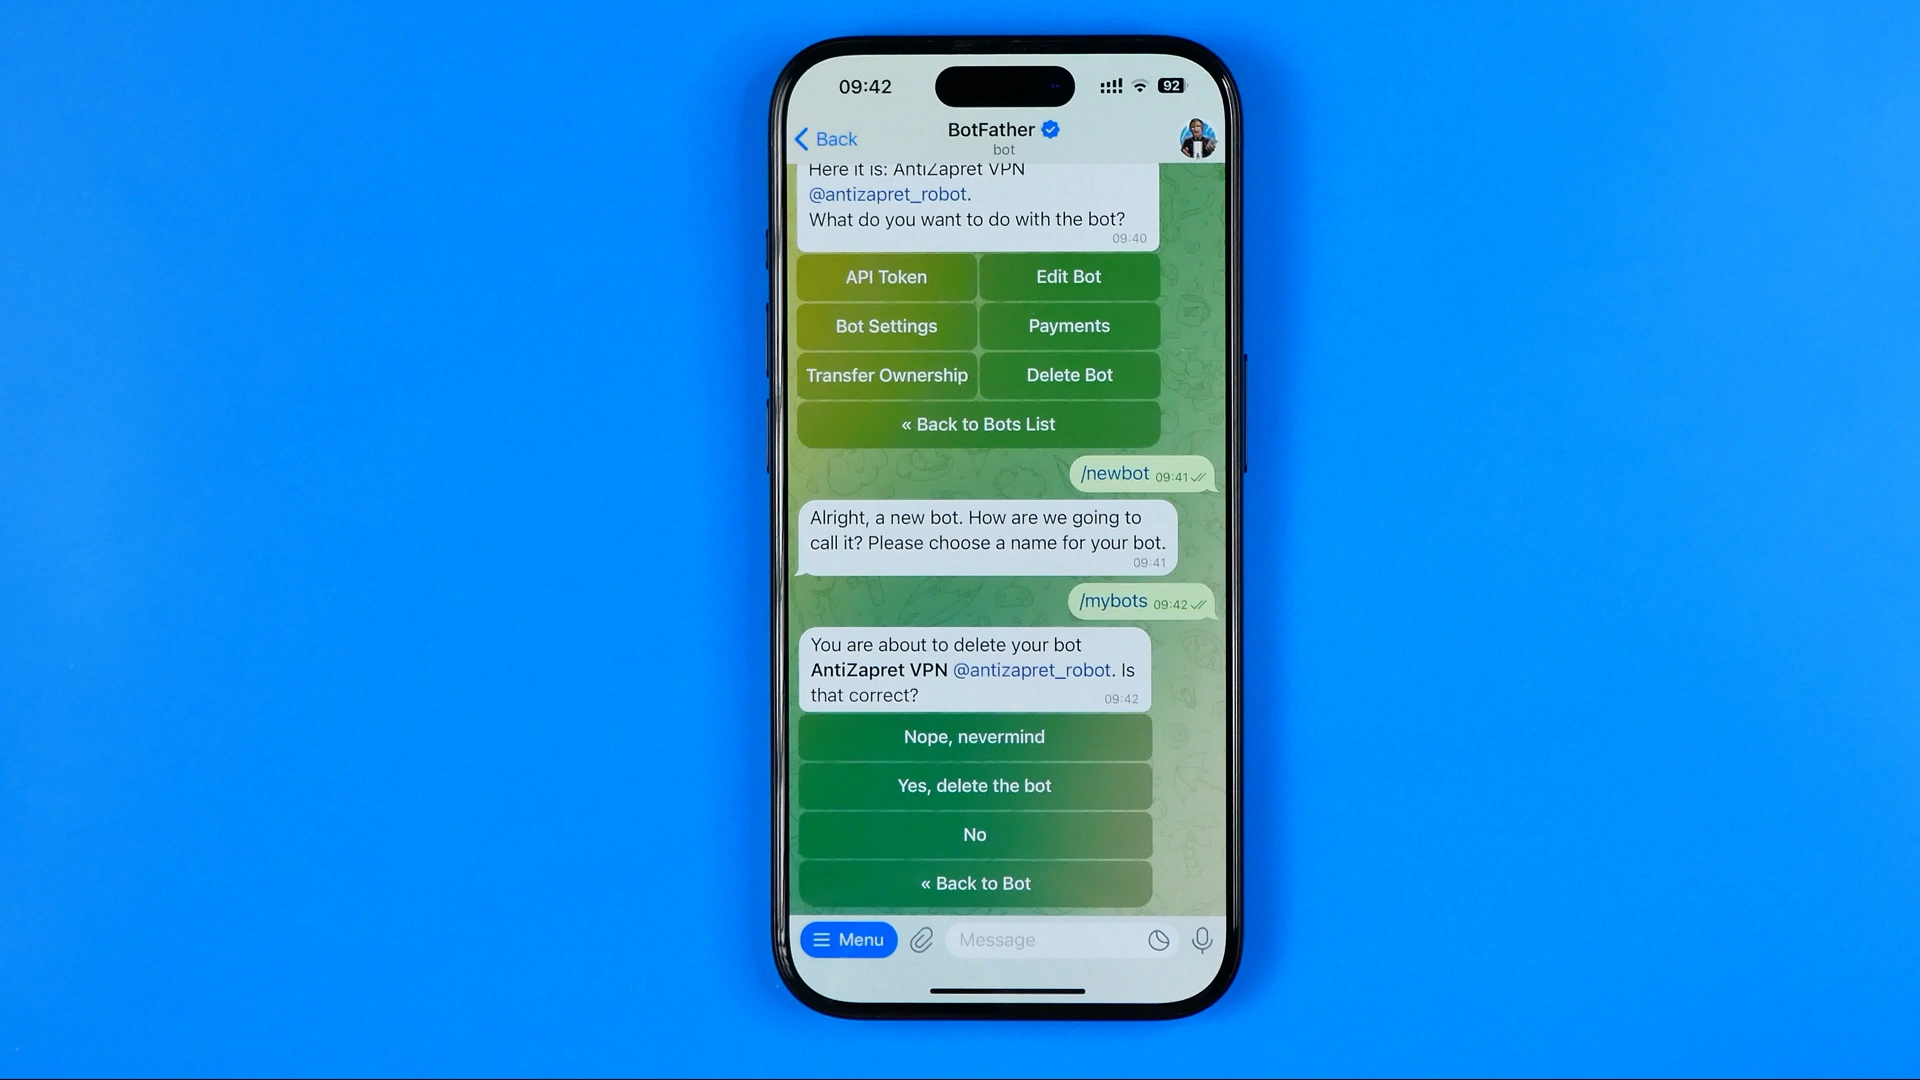 09:42
92
Back
BotFather
bot
Here it is: AntiZapret VPN
@antizapret_robot.
What do you want to do with the bot?
09:40
API Token
Edit Bot
Bot Settings
Payments
Transfer Ownership
Delete Bot
« Back to Bots List
/newbot 09:41
Alright, a new bot. How are we going to
call it? Please choose a name for your bot.
09:41
/mybots 09:42
You are about to delete your bot
AntiZapret VPN @antizapret_robot. Is
that correct?
09:42
Nope, nevermind
Yes, delete the bot
No
« Back to Bot
Menu
Message